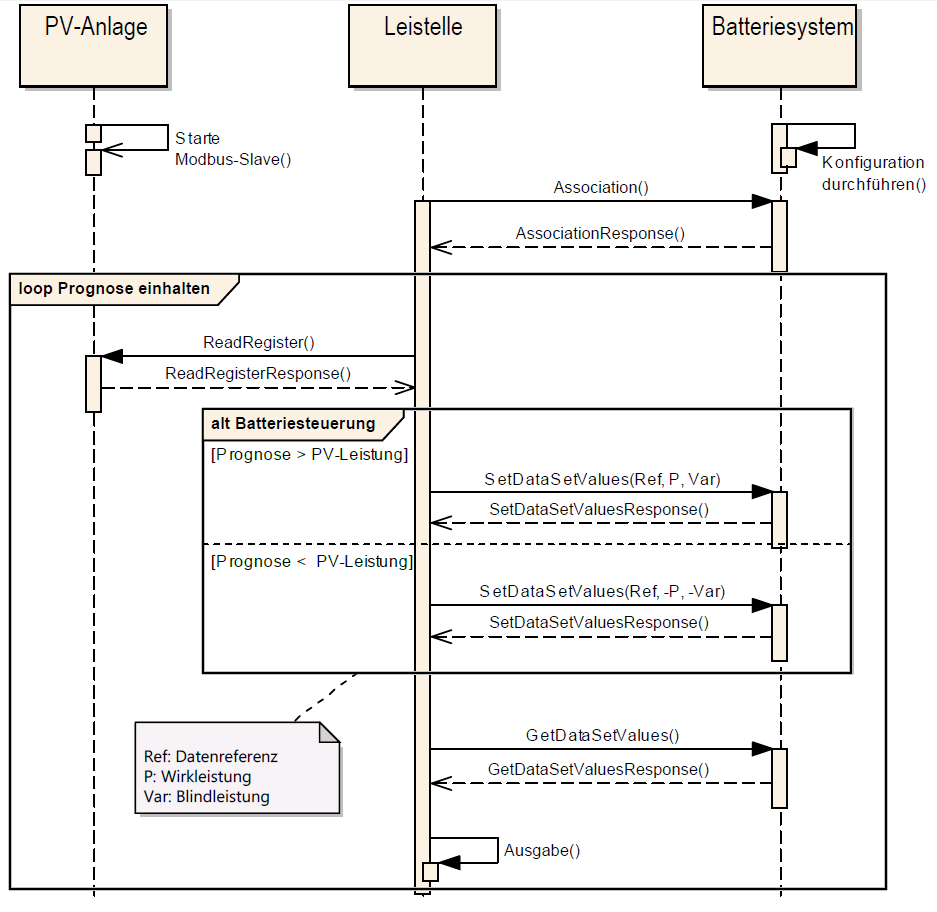 PV-Anlage
Leistelle
Batteriesystem
Starte
Modbus-Slave()
Konfiguration
durchführen()
Association()
AssociationResponse()
loop Prognose einhalten
ReadRegister()
ReadRegisterResponse()
alt Batteriesteuerung
[Prognose > PV-Leistung]
SetDataSetValues(Ref, P, Var)
SetDataSetValuesResponse()
[Prognose < PV-Leistung]
SetDataSetValues(Ref, -P, -Var)
SetDataSetValuesResponse()
Ref: Datenreferenz
P: Wirkleistung
Var: Blindleistung
GetDataSetValues()
GetDataSetValuesResponse()
Ausgabe()